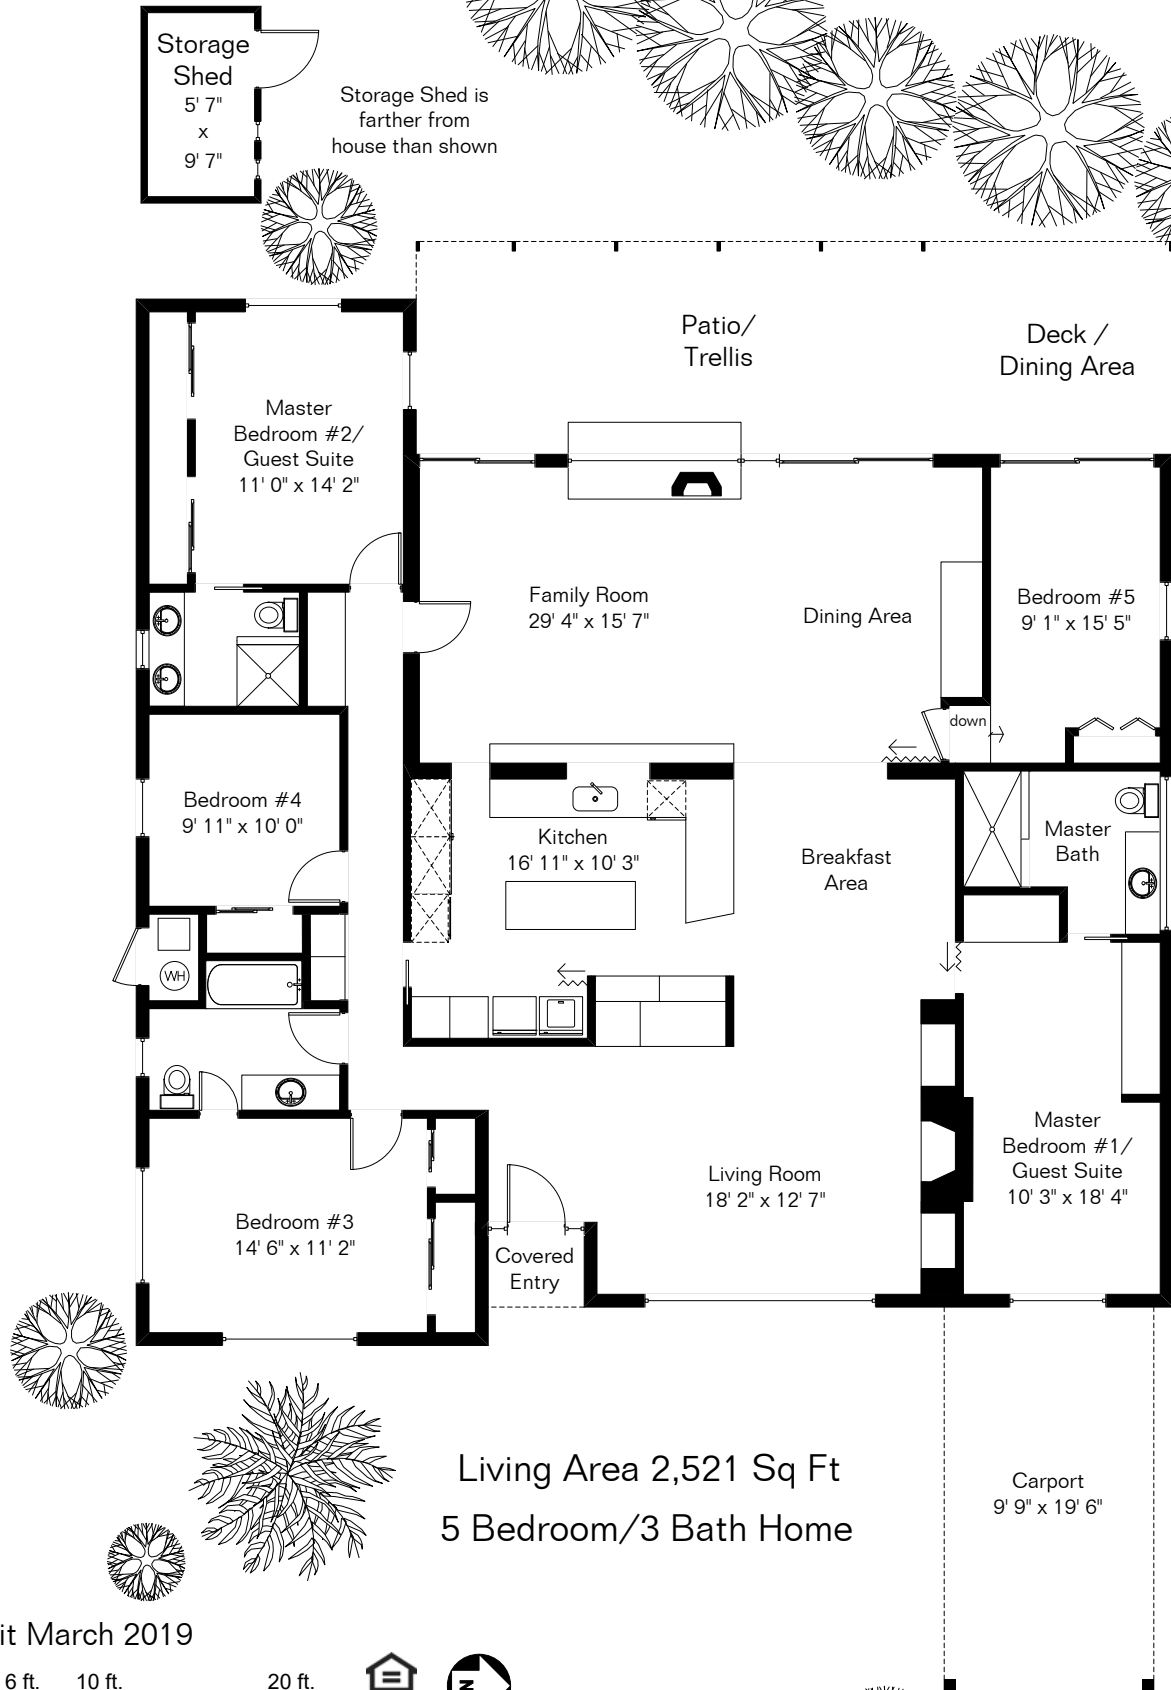 Storage
Shed
5' 7"
x
9' 7"
Storage Shed is
farther from
house than shown
Patio/
Trellis
Deck /
Dining Area
Master
Bedroom #2/
Guest Suite
11' 0" x 14' 2"
Family Room
29' 4" x 15' 7"
Dining Area
Bedroom #5
9' 1" x 15' 5"
down
Bedroom #4
9' 11" x 10' 0"
Kitchen
16' 11" x 10' 3"
Breakfast
Area
Master
Bath
WH
Master
Bedroom #1/
Guest Suite
10' 3" x 18' 4"
Living Room
18' 2" x 12' 7"
Bedroom #3
14' 6" x 11' 2"
Covered
Entry
Living Area 2,521 Sq Ft
5 Bedroom/3 Bath Home
Carport
9' 9" x 19' 6"
it March 2019
6 ft. 10 ft. 20 ft.
N